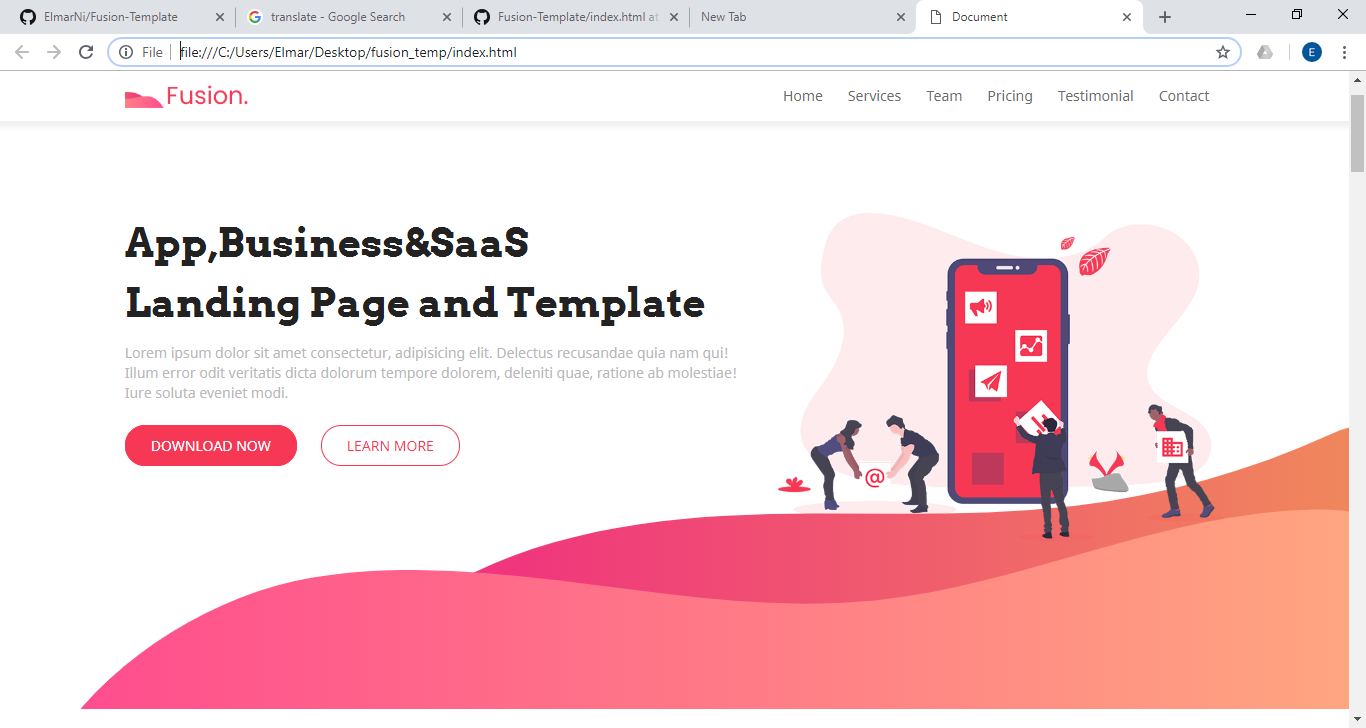 ElmarNi/Fusion-Template
translate - Google Search
Fusion-Template/index.html at
New Tab
Document
File
file:///C:/Users/Elmar/Desktop/fusion_temp/index.html
E
Fusion.
Home Services Team Pricing Testimonial Contact
App,Business&SaaS
Landing Page and Template
Lorem ipsum dolor sit amet consectetur, adipisicing elit. Delectus recusandae quia nam qui!
Illum error odit veritatis dicta dolorum tempore dolorem, deleniti quae, ratione ab molestiae!
Iure soluta eveniet modi.
DOWNLOAD NOW
LEARN MORE
@